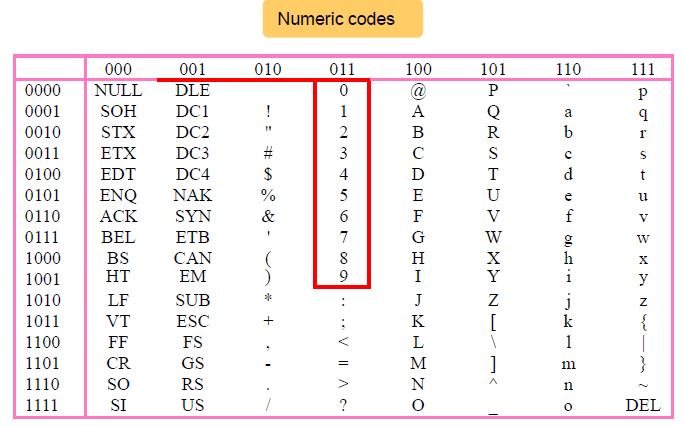 Numeric codes
000 001 010 011 100 101 110 111
0000 NULL DLE 0 @ P ` p
0001 SOH DC1 ! 1 A Q a q
0010 STX DC2 " 2 B R b r
0011 ETX DC3 # 3 C S c s
0100 EDT DC4 $ 4 D T d t
0101 ENQ NAK % 5 E U e u
0110 ACK SYN & 6 F V f v
0111 BEL ETB ' 7 G W g w
1000 BS CAN ( 8 H X h x
1001 HT EM ) 9 I Y i y
1010 LF SUB * : J Z j z
1011 VT ESC + ; K [ k {
1100 FF FS , < L \ l |
1101 CR GS - = M ] m }
1110 SO RS . > N ^ n ~
1111 SI US / ? O _ o DEL